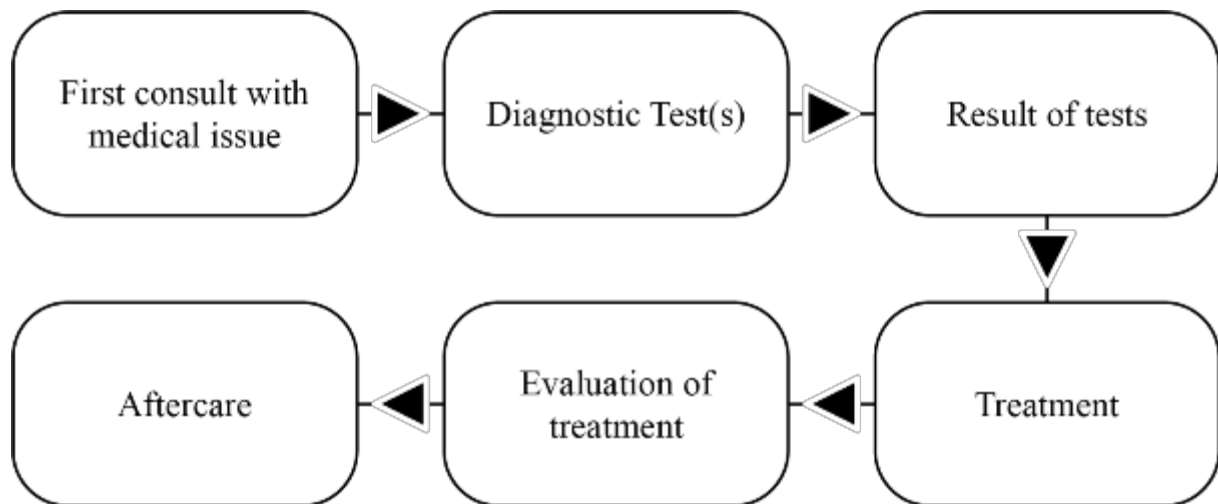 First consult with
medical issue
Diagnostic Test(s)
Result of tests
Treatment
Evaluation of
treatment
Aftercare